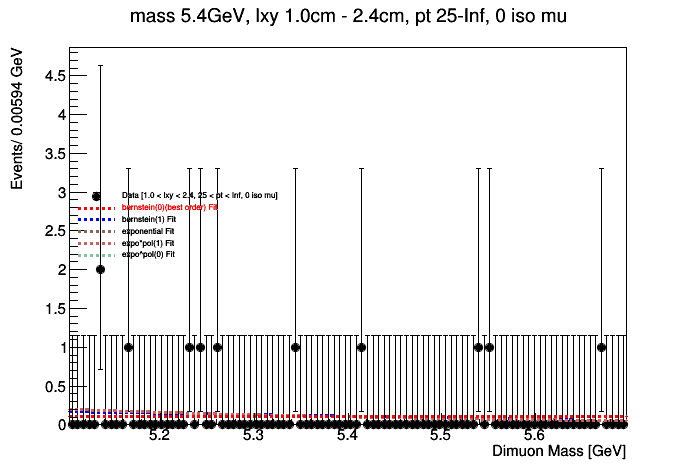 mass 5.4GeV, lxy 1.0cm - 2.4cm, pt 25-Inf, 0 iso mu
Events/ 0.00594 GeV
4.5
4
3.5
3
2.5
2
1.5
1
0.5
0
Data [1.0 < lxy < 2.4, 25 < pt < Inf, 0 iso mu]
bernstein(0)(best order) Fit
bernstein(1) Fit
exponential Fit
expo*pol(1) Fit
expo^pol(0) Fit
5.2 5.3 5.4 5.5 5.6
Dimuon Mass [GeV]